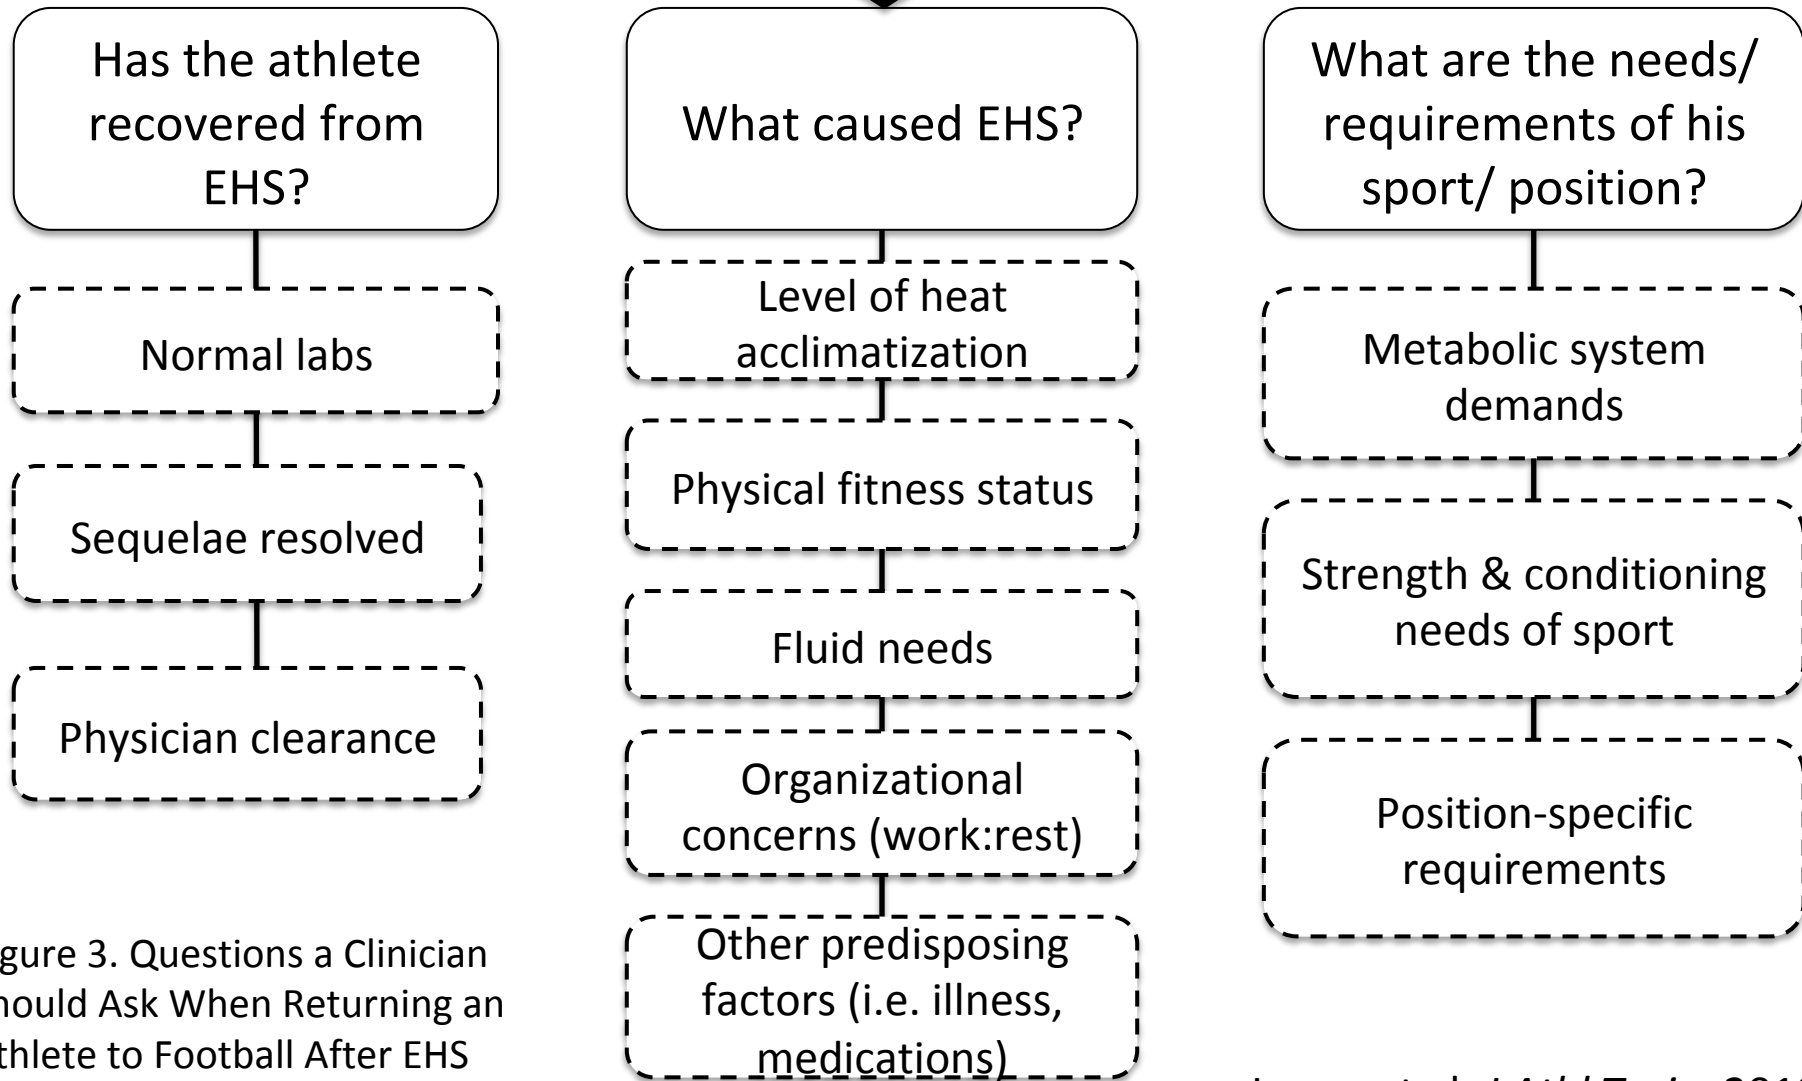 Has the athlete
recovered from
EHS?
Normal labs
Sequelae resolved
Physician clearance
What caused EHS?
Level of heat
acclimatization
Physical fitness status
Fluid needs
Organizational
concerns (work:rest)
Other predisposing
factors (i.e. illness,
medications)
What are the needs/
requirements of his
sport/ position?
Metabolic system
demands
Strength & conditioning
needs of sport
Position-specific
requirements
gure 3. Questions a Clinician
hould Ask When Returning an
thlete to Football After EHS